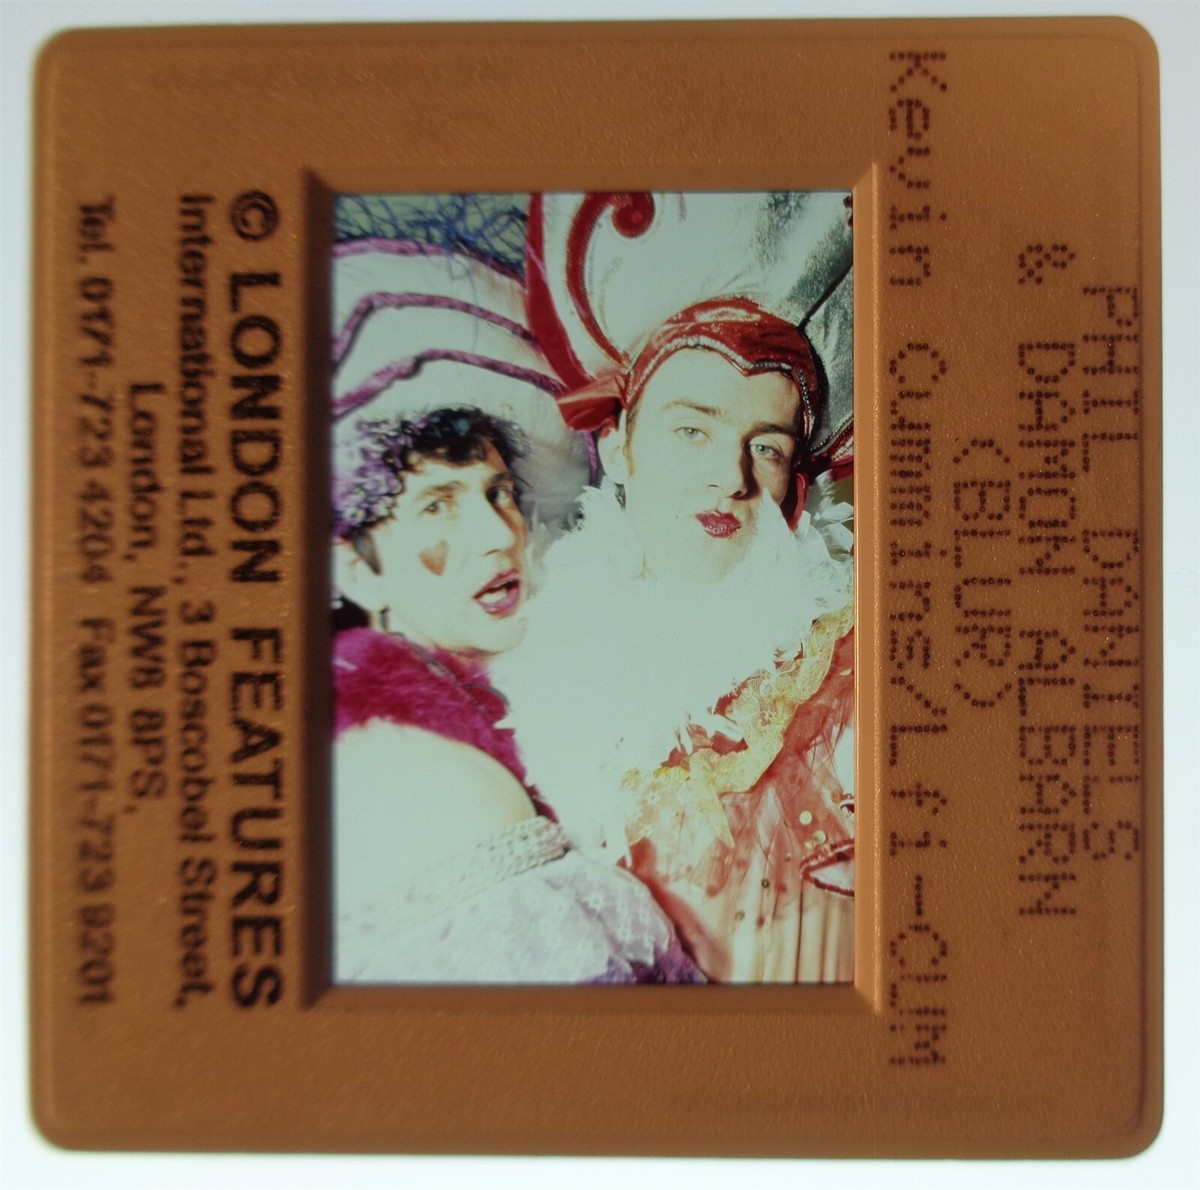 PHIL DANIELS
& DAMON ALBARN
(BLUR)
Kevin Cummins/Lfi-CUM
© LONDON FEATURES
International Ltd., 3 Boscobel Street,
London, NW8 8PS,
Tel. 0171-723 4204 Fax 0171-723 9201